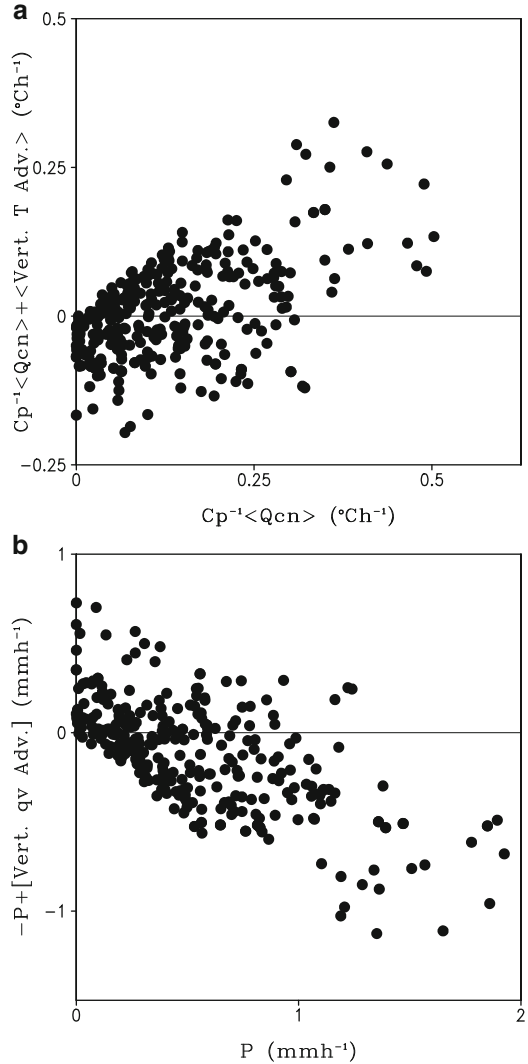 a
0.5
0.25
0
−0.25
Cp⁻¹<Qcn>+<Vert. T Adv.> (°Ch⁻¹)
0
0.25
0.5
Cp⁻¹<Qcn> (°Ch⁻¹)
b
1
0
−1
−P+[Vert. qv Adv.] (mmh⁻¹)
0
1
2
P (mmh⁻¹)